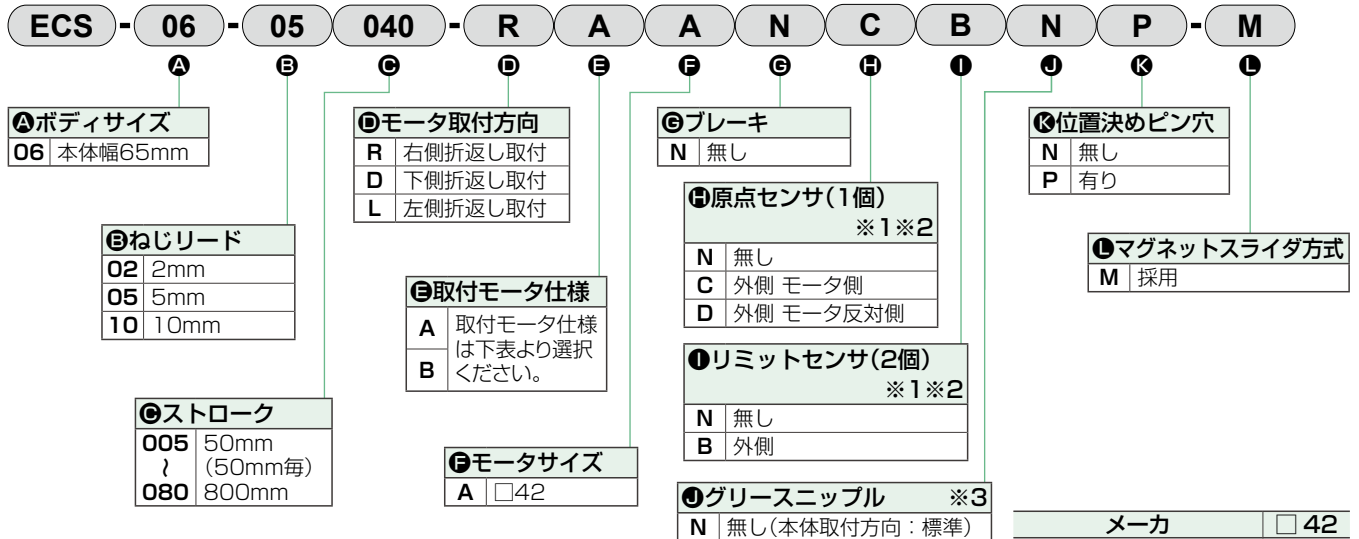 ECS - 06 - 05 040 - R A A N C B N P - M
A B C D E F G H I J K L
Aボディサイズ
06 本体幅65mm
Bねじリード
02 2mm
05 5mm
10 10mm
Cストローク
005 50mm
〜 (50mm毎)
080 800mm
Dモータ取付方向
R 右側折返し取付
D 下側折返し取付
L 左側折返し取付
E取付モータ仕様
A 取付モータ仕様
は下表より選択
B ください。
Fモータサイズ
A □42
Gブレーキ
N 無し
H原点センサ(1個)
※1※2
N 無し
C 外側 モータ側
D 外側 モータ反対側
Iリミットセンサ(2個)
※1※2
N 無し
B 外側
Jグリースニップル ※3
N 無し(本体取付方向:標準)
K位置決めピン穴
N 無し
P 有り
Lマグネットスライダ方式
M 採用
メーカ □42